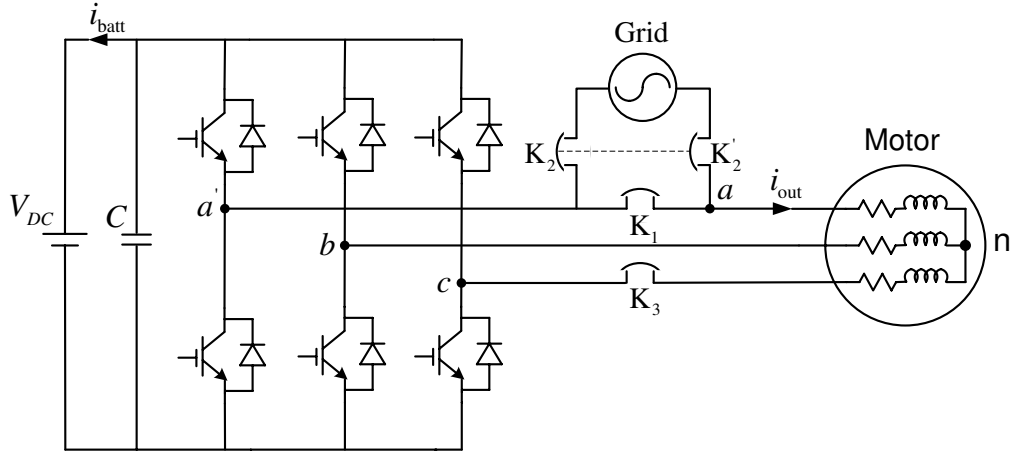 i_batt
Grid
Motor
K_2
K'_2
a
i_out
V_DC
C
a'
K_1
b
n
c
K_3